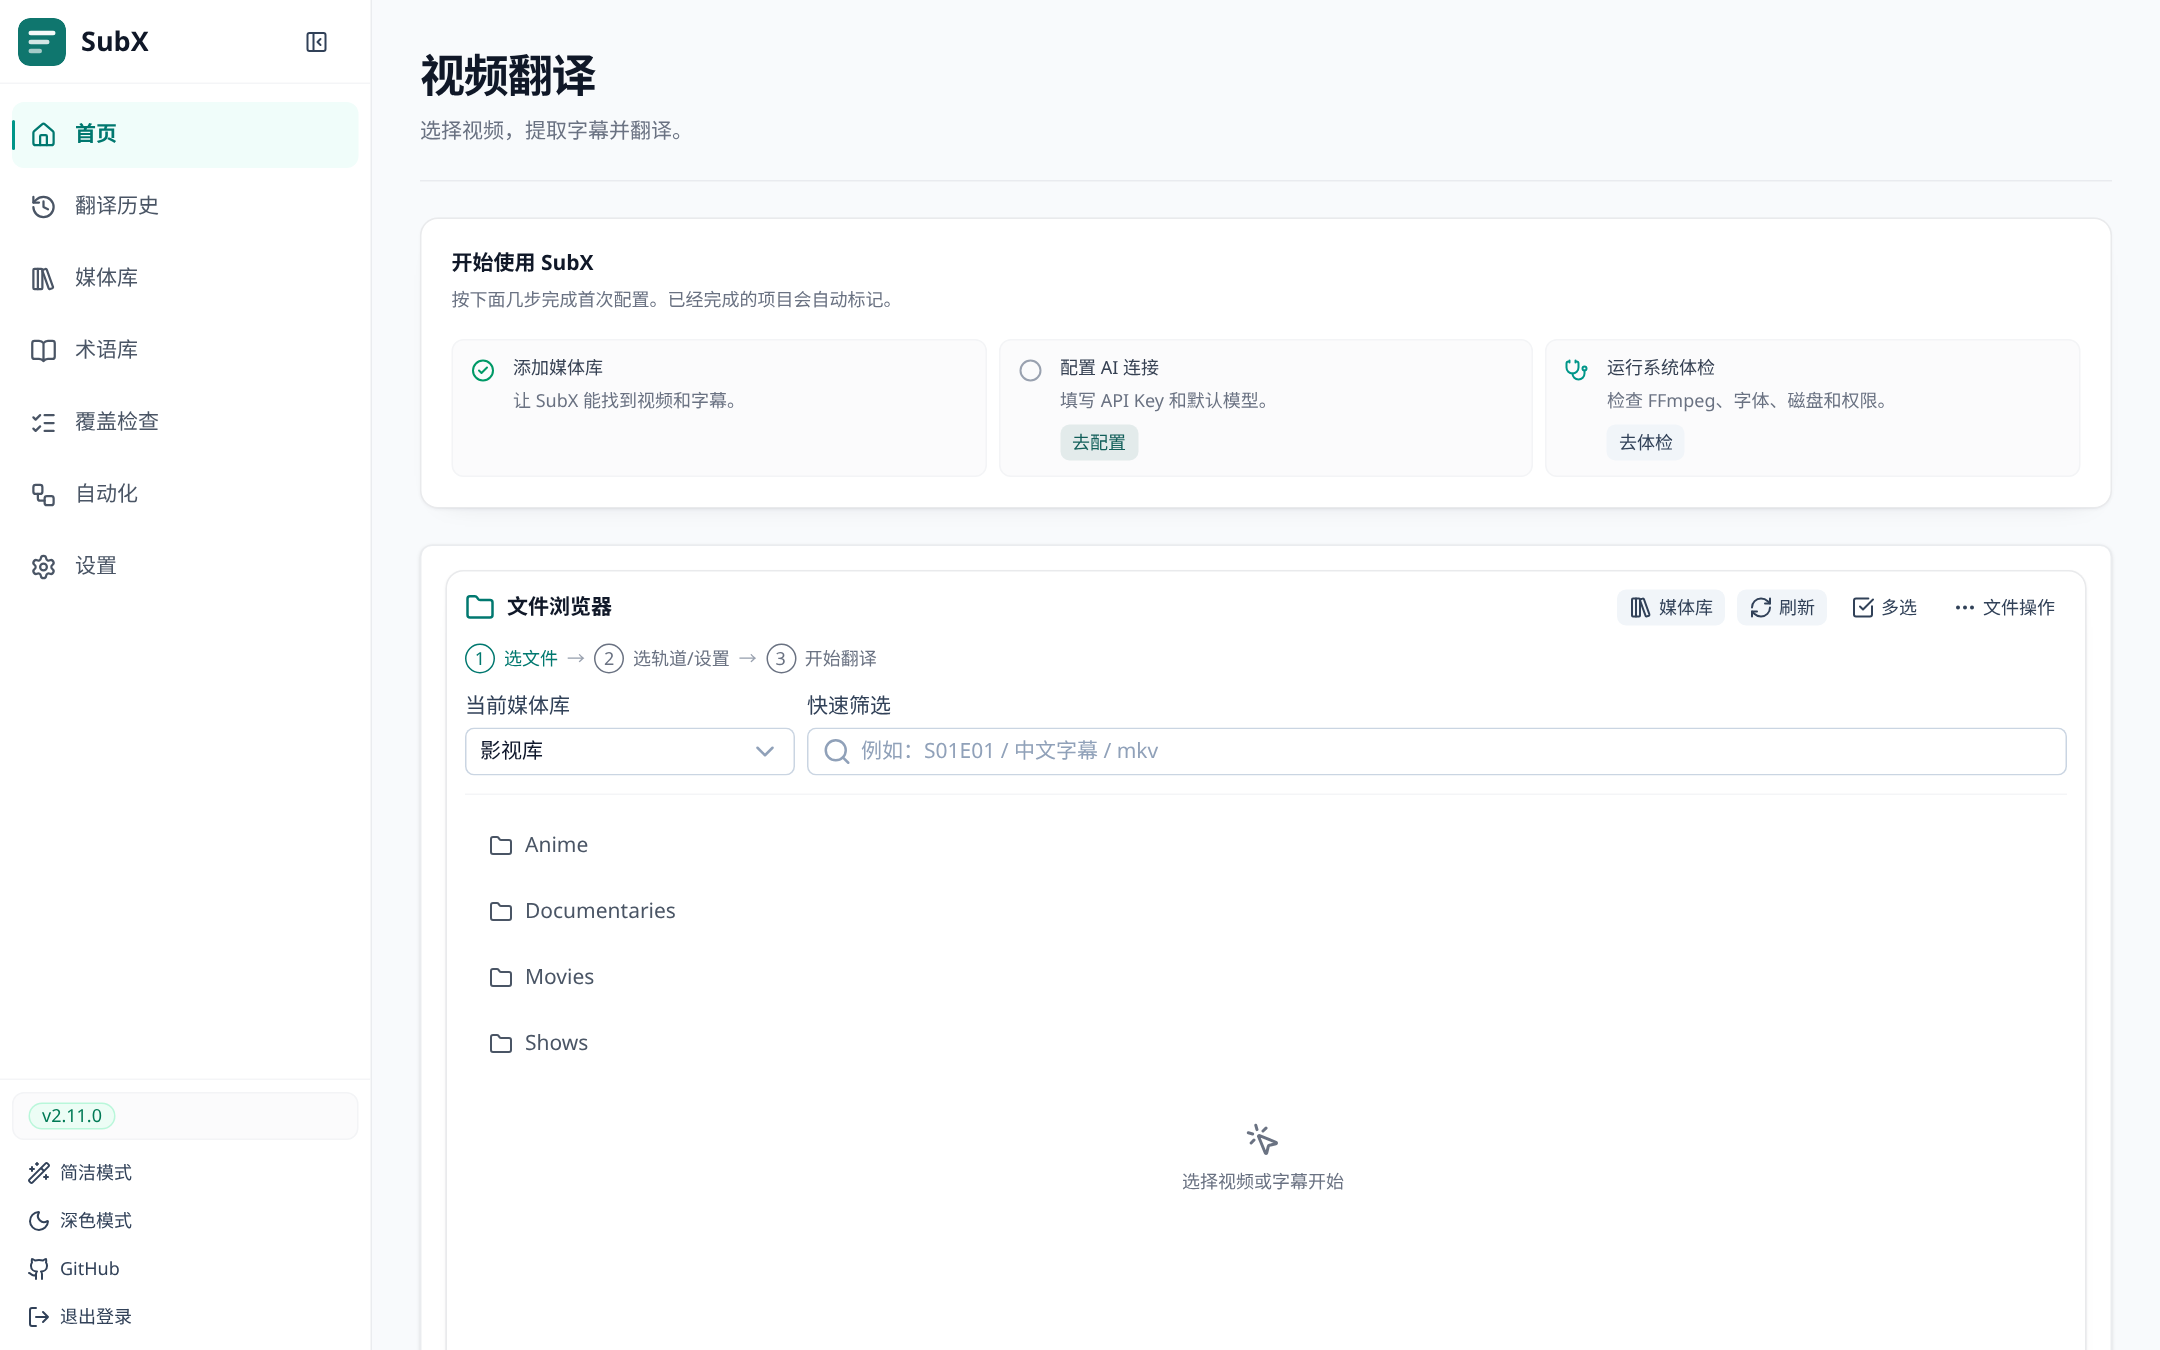 SubX
首页
翻译历史
媒体库
术语库
覆盖检查
自动化
设置
v2.11.0
简洁模式
深色模式
GitHub
退出登录
视频翻译
选择视频，提取字幕并翻译。
开始使用 SubX
按下面几步完成首次配置。已经完成的项目会自动标记。
添加媒体库
让 SubX 能找到视频和字幕。
配置 AI 连接
填写 API Key 和默认模型。
去配置
运行系统体检
检查 FFmpeg、字体、磁盘和权限。
去体检
文件浏览器
媒体库
刷新
多选
文件操作
1 选文件 → 2 选轨道/设置 → 3 开始翻译
当前媒体库
快速筛选
影视库
例如：S01E01 / 中文字幕 / mkv
Anime
Documentaries
Movies
Shows
选择视频或字幕开始